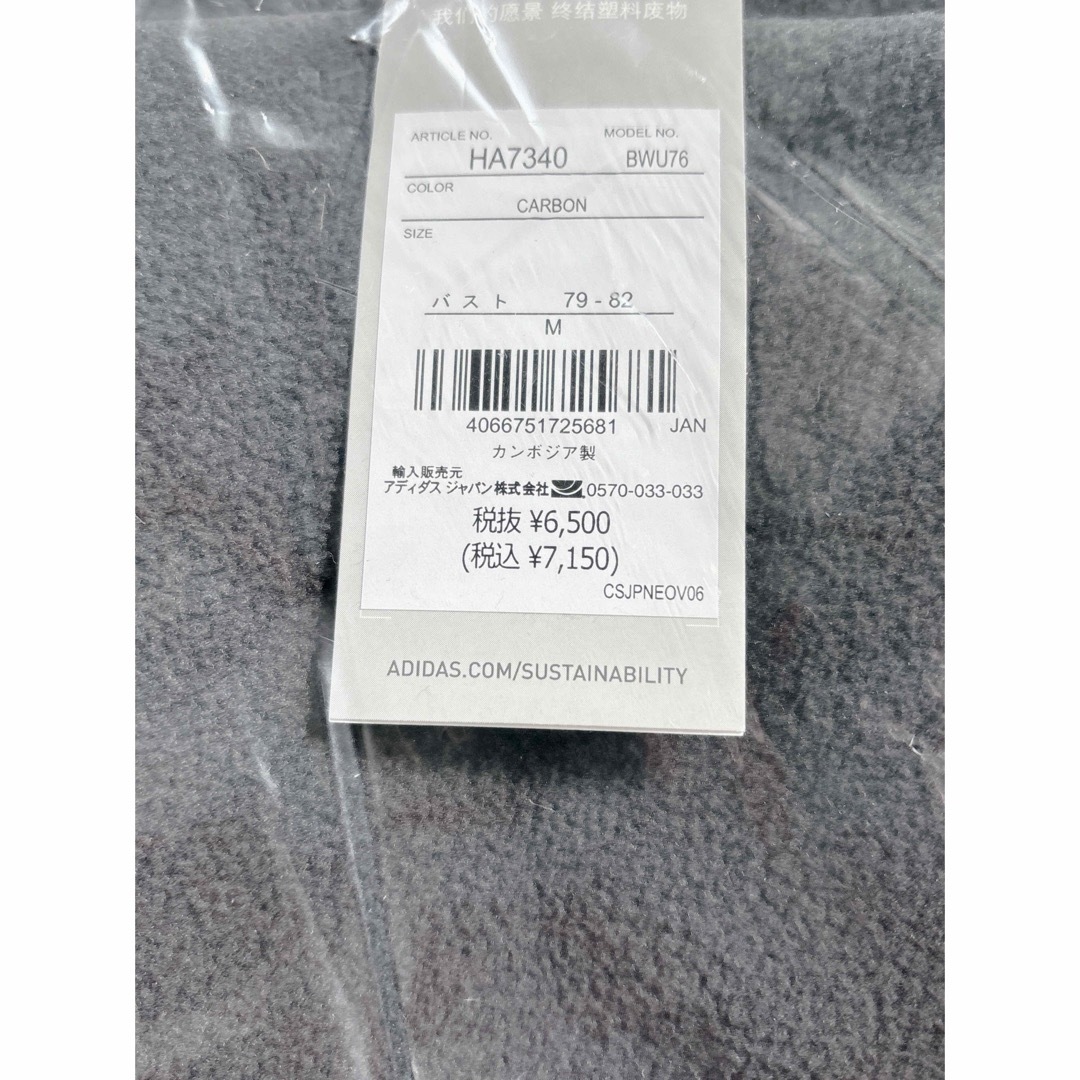 我们的愿景 终结塑料废物
ARTICLE NO. MODEL NO.
HA7340 BWU76
COLOR
CARBON
SIZE
バスト 79 - 82
M
4066751725681 JAN
カンボジア製
輸入販売元
アディダス ジャパン株式会社 0570-033-033
税抜 ¥6,500
(税込 ¥7,150)
CSJPNEOV06
ADIDAS.COM/SUSTAINABILITY